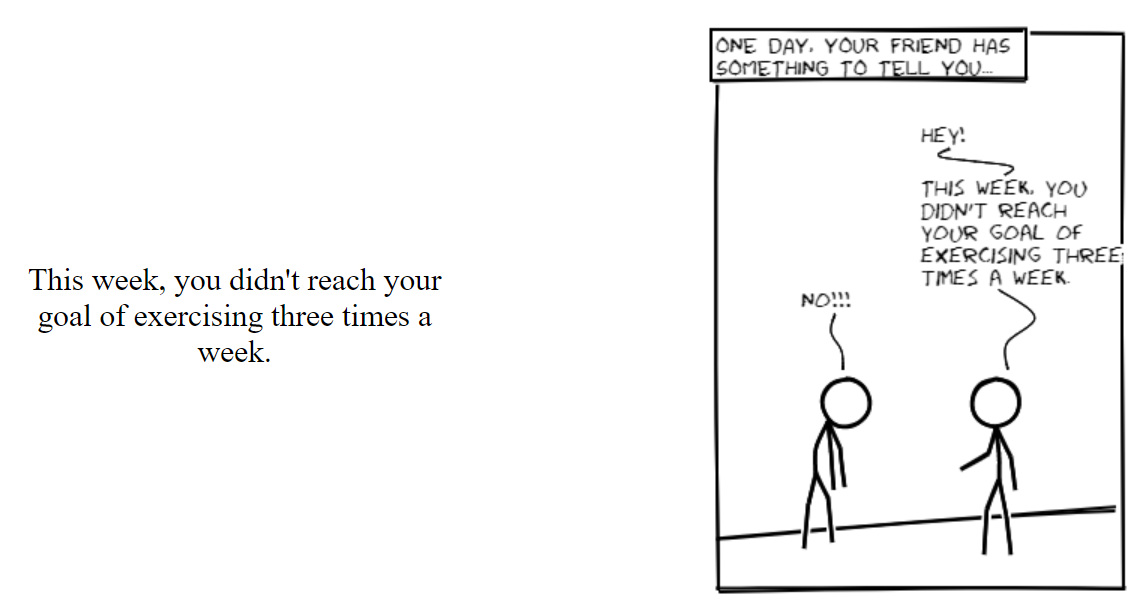 This week, you didn't reach your
goal of exercising three times a
week.
ONE DAY, YOUR FRIEND HAS
SOMETHING TO TELL YOU...
HEY!
THIS WEEK, YOU
DIDN'T REACH
YOUR GOAL OF
EXERCISING THREE
TIMES A WEEK.
NO!!!